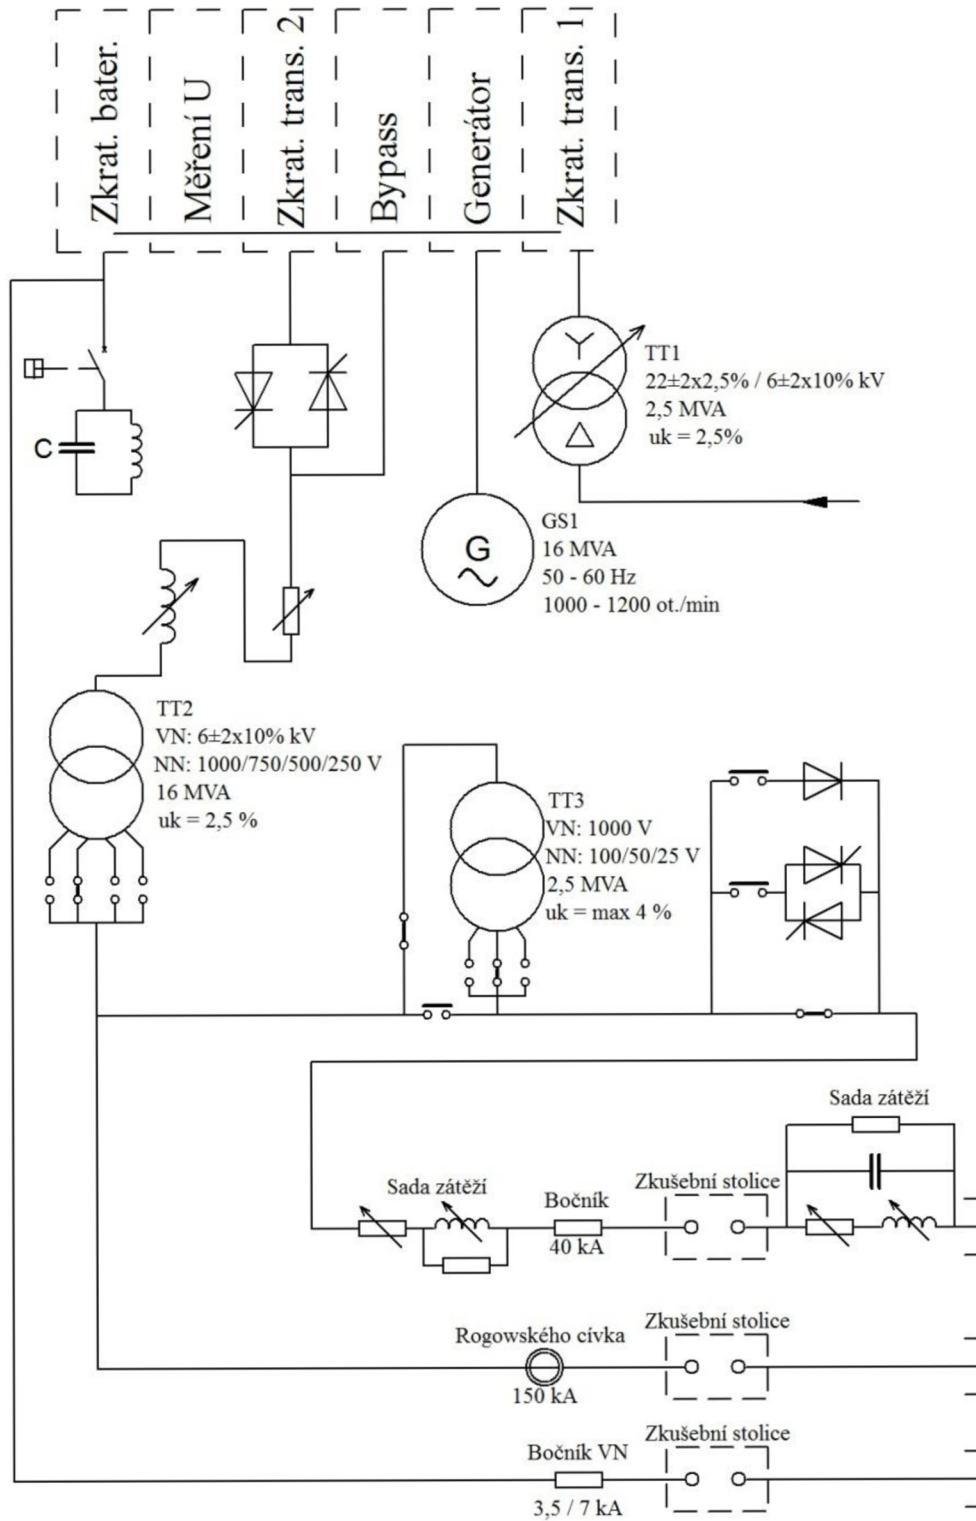 Zkrat. bater.
Měření U
Zkrat. trans. 2
Bypass
Generátor
Zkrat. trans. 1
TT1
22±2x2,5% / 6±2x10% kV
2,5 MVA
uk = 2,5%
C
G
GS1
16 MVA
50 - 60 Hz
1000 - 1200 ot./min
TT2
VN: 6±2x10% kV
NN: 1000/750/500/250 V
16 MVA
uk = 2,5 %
TT3
VN: 1000 V
NN: 100/50/25 V
2,5 MVA
uk = max 4 %
Sada zátěží
Sada zátěží
Bočník
40 kA
Zkušební stolice
Rogowského cívka
150 kA
Zkušební stolice
Bočník VN
3,5 / 7 kA
Zkušební stolice